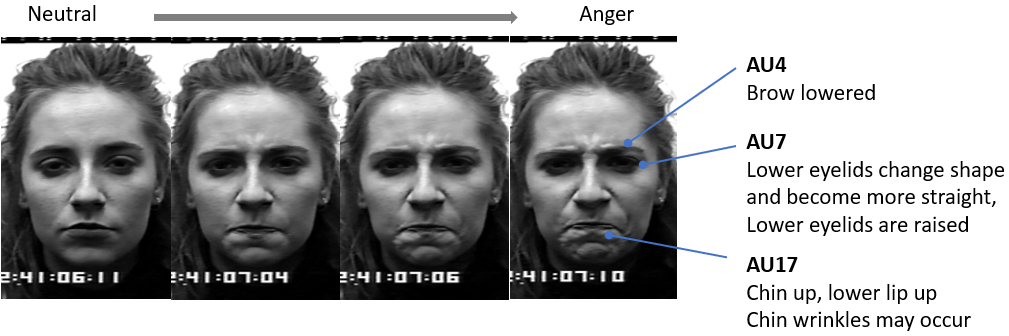 Neutral
Anger
AU4
Brow lowered
AU7
Lower eyelids change shape
and become more straight,
Lower eyelids are raised
AU17
Chin up, lower lip up
Chin wrinkles may occur
2:41:06:11
2:41:07:04
2:41:07:06
2:41:07:10